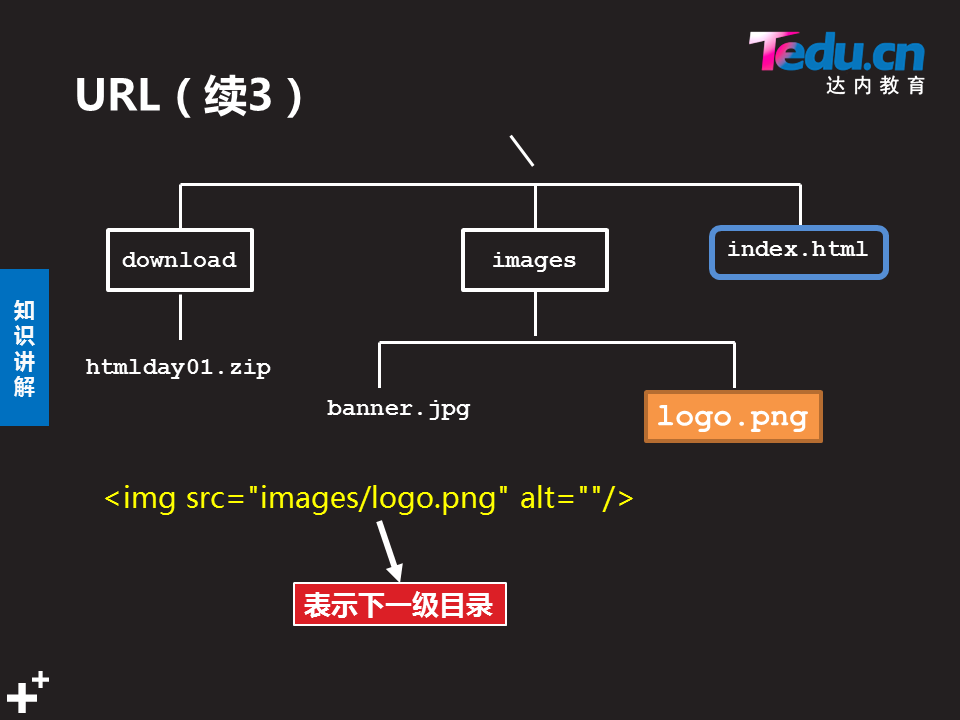 Tedu.cn
达内教育
URL（续3）
\
download
images
index.html
知识讲解
htmlday01.zip
banner.jpg
logo.png
<img src="images/logo.png" alt=""/>
表示下一级目录